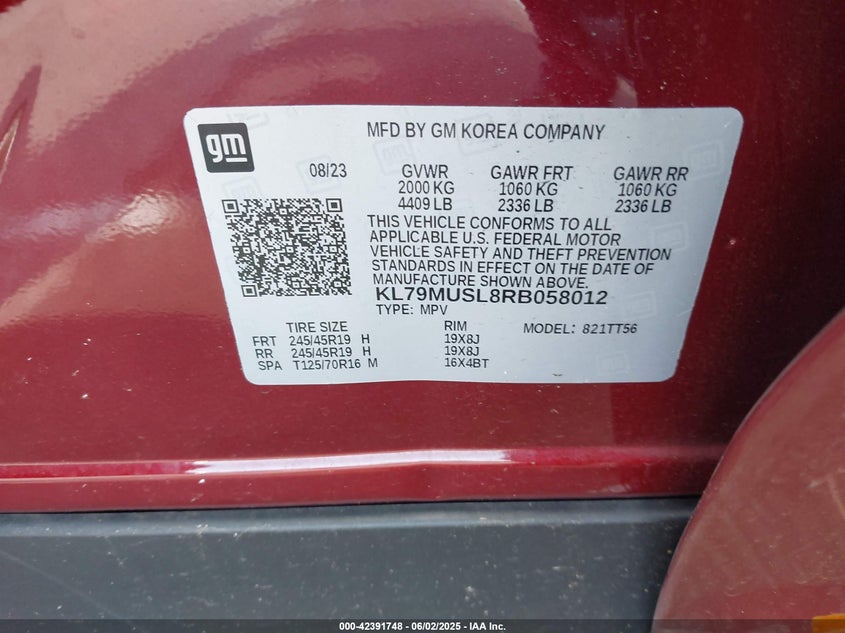 gm
MFD BY GM KOREA COMPANY
08/23 GVWR GAWR FRT GAWR RR
2000 KG 1060 KG 1060 KG
4409 LB 2336 LB 2336 LB
THIS VEHICLE CONFORMS TO ALL
APPLICABLE U.S. FEDERAL MOTOR
VEHICLE SAFETY AND THEFT PREVENTION
STANDARDS IN EFFECT ON THE DATE OF
MANUFACTURE SHOWN ABOVE.
KL79MUSL8RB058012
TYPE: MPV
TIRE SIZE RIM MODEL: 821TT56
FRT 245/45R19 H 19X8J
RR 245/45R19 H 19X8J
SPA T125/70R16 M 16X4BT
000-42391748 - 06/02/2025 - IAA Inc.